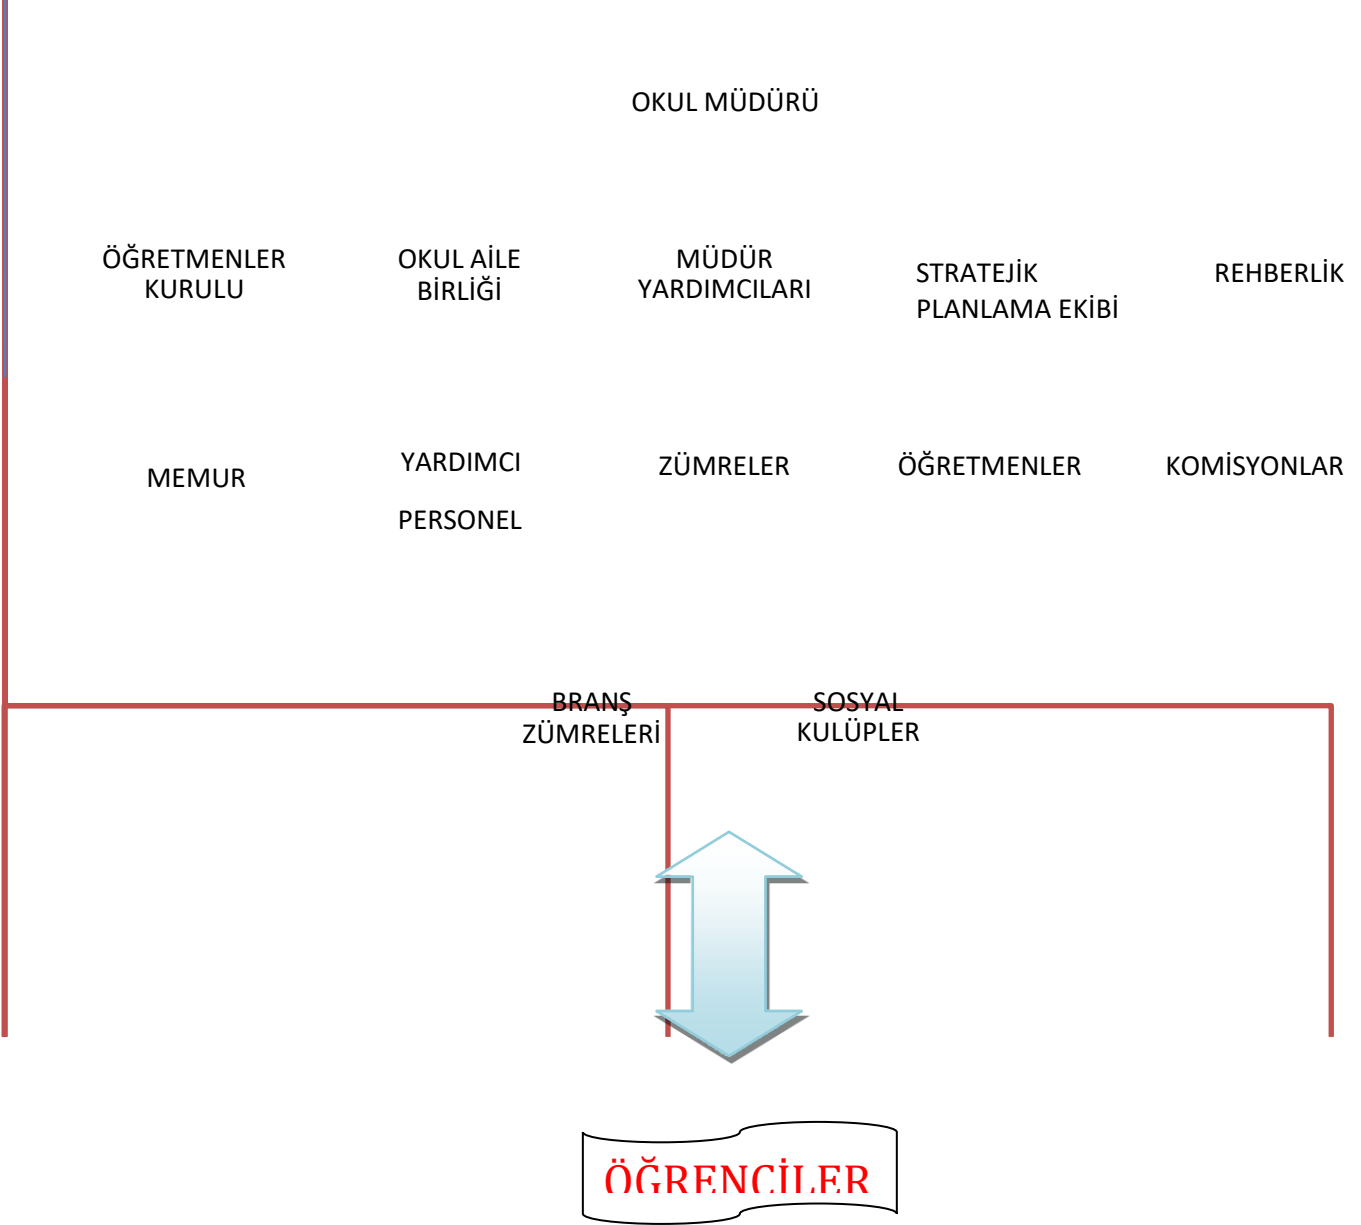 OKUL MÜDÜRÜ
ÖĞRETMENLER
KURULU
OKUL AİLE
BİRLİĞİ
MÜDÜR
YARDIMCILARI
STRATEJİK
PLANLAMA EKİBİ
REHBERLİK
MEMUR
YARDIMCI
PERSONEL
ZÜMRELER
ÖĞRETMENLER
KOMİSYONLAR
BRANŞ
ZÜMRELERİ
SOSYAL
KULÜPLER
ÖĞRENCİLER